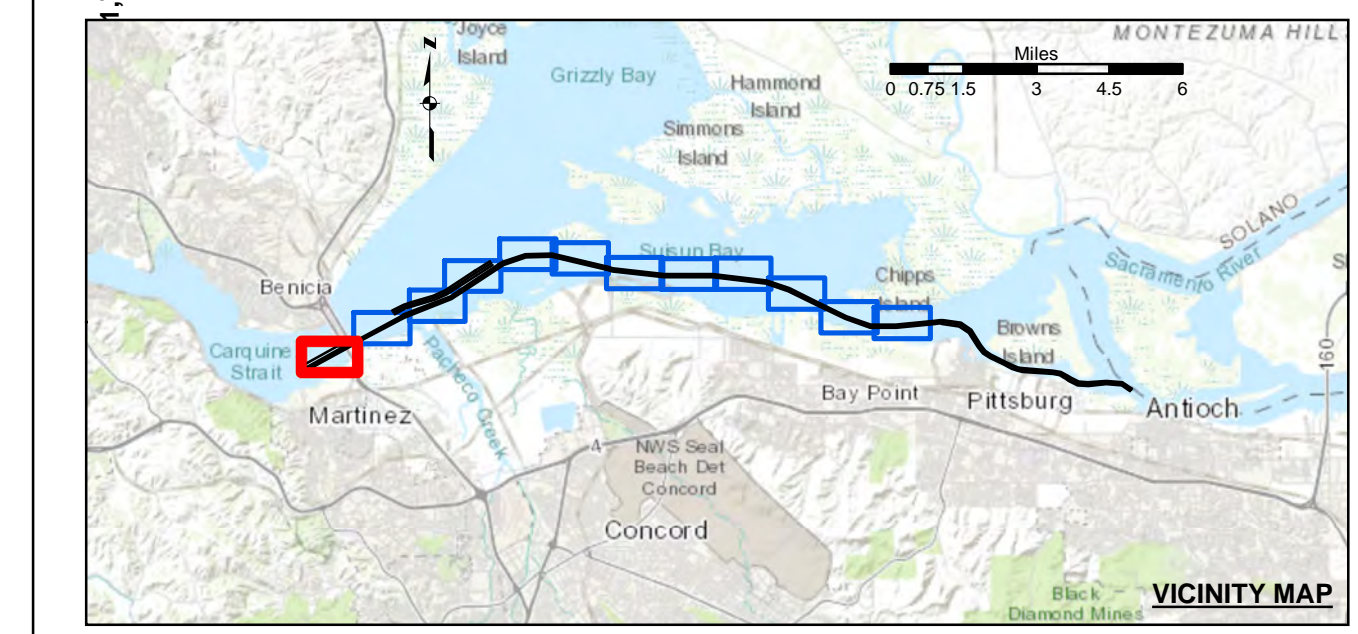 Joyce
Island
N
Grizzly Bay
Hammond
Island
Simmons
Island
MONTEZUMA HILL
Miles
0 0.75 1.5 3 4.5 6
SOLANO
Sacramento River
Suisun Bay
Chipps
Island
Benicia
Browns
Island
Carquine
Strait
Pacheco Creek
160
Martinez
Bay Point
Pittsburg
Antioch
4
NWS Seal
Beach Det
Concord
Concord
Black
Diamond Mines
VICINITY MAP